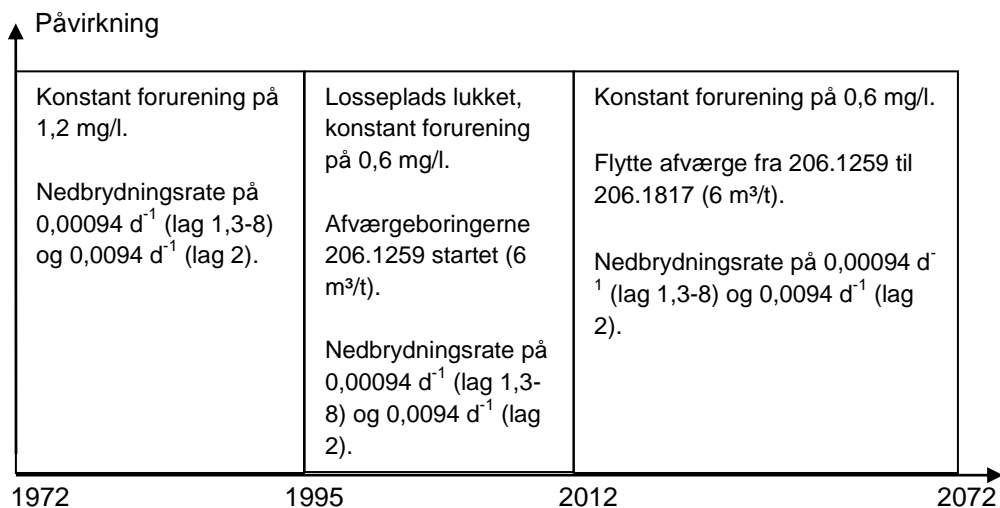 Påvirkning
Konstant forurening på
1,2 mg/l.
Nedbrydningsrate på
0,00094 d-1 (lag 1,3-8)
og 0,0094 d-1 (lag 2).
Losseplads lukket,
konstant forurening
på 0,6 mg/l.
Afværgeboringerne
206.1259 startet (6
m³/t).
Nedbrydningsrate på
0,00094 d-1 (lag 1,3-
8) og 0,0094 d-1 (lag
2).
Konstant forurening på 0,6 mg/l.
Flytte afværge fra 206.1259 til
206.1817 (6 m³/t).
Nedbrydningsrate på 0,00094 d-
1 (lag 1,3-8) og 0,0094 d-1 (lag
2).
1972 1995 2012 2072